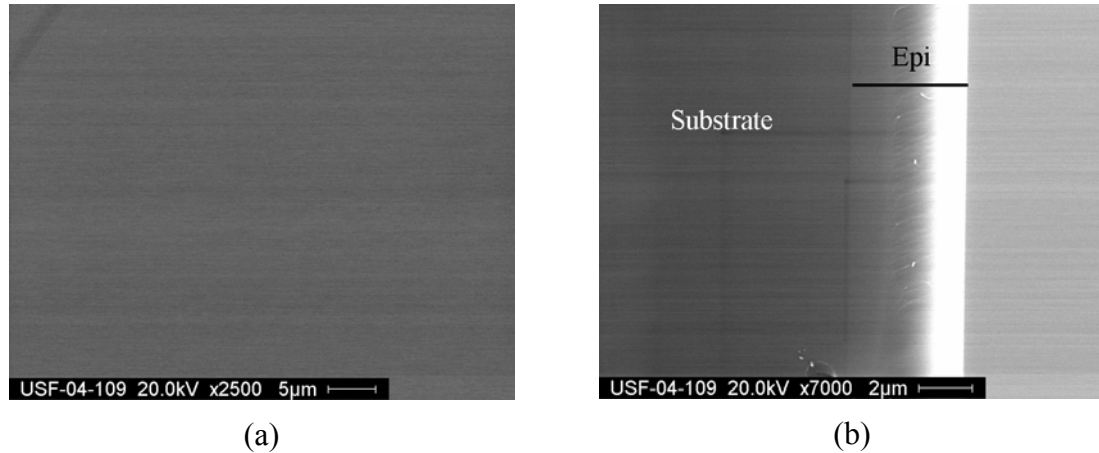 Epi
Substrate
USF-04-109 20.0kV x2500 5µm
USF-04-109 20.0kV x7000 2µm
(a)
(b)